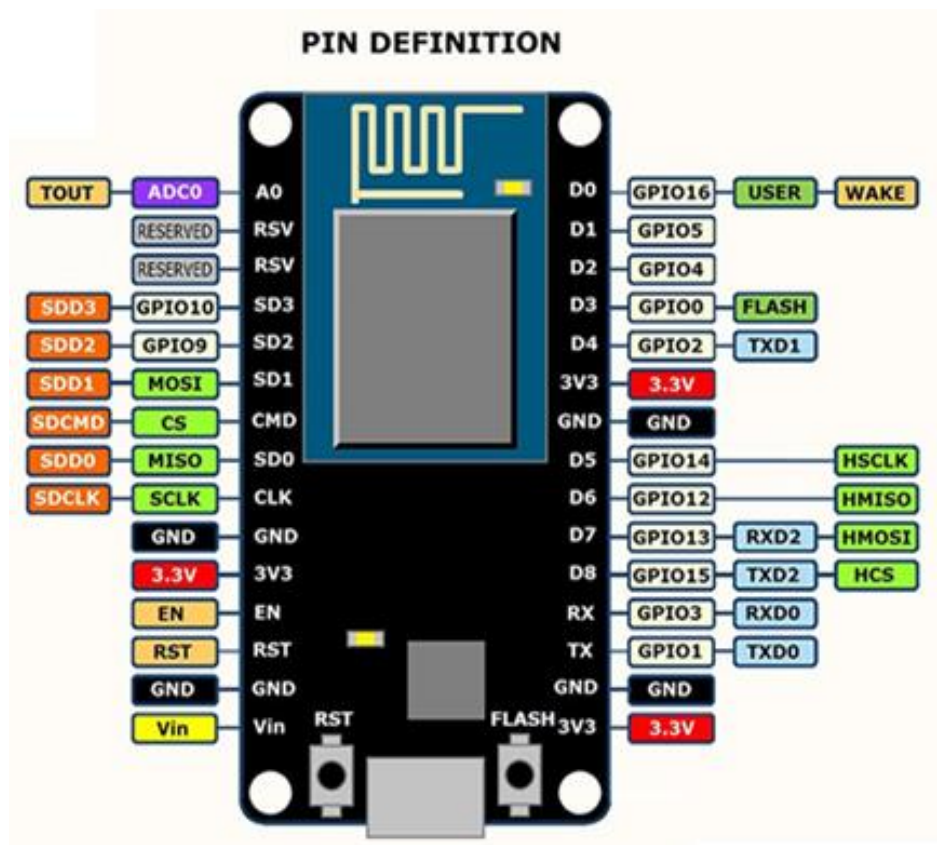 PIN DEFINITION
TOUT ADC0 A0 D0 GPIO16 USER WAKE
RESERVED RSV D1 GPIO5
RESERVED RSV D2 GPIO4
SDD3 GPIO10 SD3 D3 GPIO0 FLASH
SDD2 GPIO9 SD2 D4 GPIO2 TXD1
SDD1 MOSI SD1 3V3 3.3V
SDCMD CS CMD GND GND
SDD0 MISO SD0 D5 GPIO14 HSCLK
SDCLK SCLK CLK D6 GPIO12 HMISO
GND GND D7 GPIO13 RXD2 HMOSI
3.3V 3V3 D8 GPIO15 TXD2 HCS
EN EN RX GPIO3 RXD0
RST RST TX GPIO1 TXD0
GND GND GND GND
Vin Vin RST FLASH 3V3 3.3V